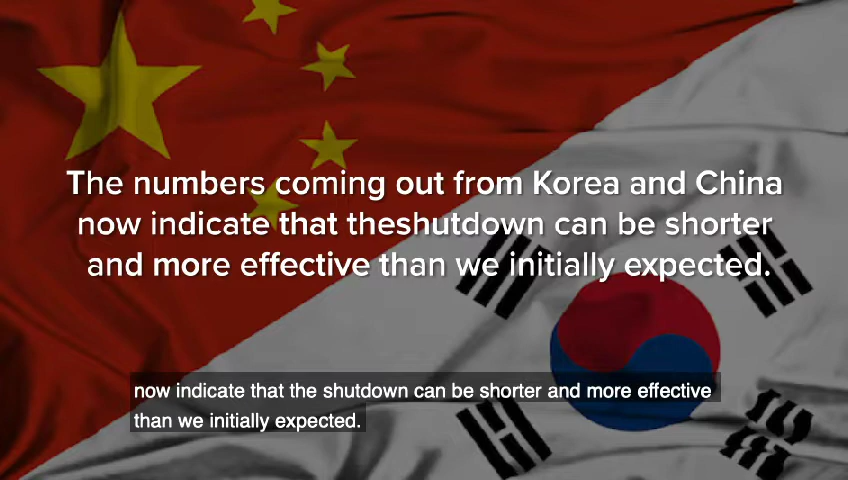 The numbers coming out from Korea and China
now indicate that theshutdown can be shorter
and more effective than we initially expected.
now indicate that the shutdown can be shorter and more effective
than we initially expected.